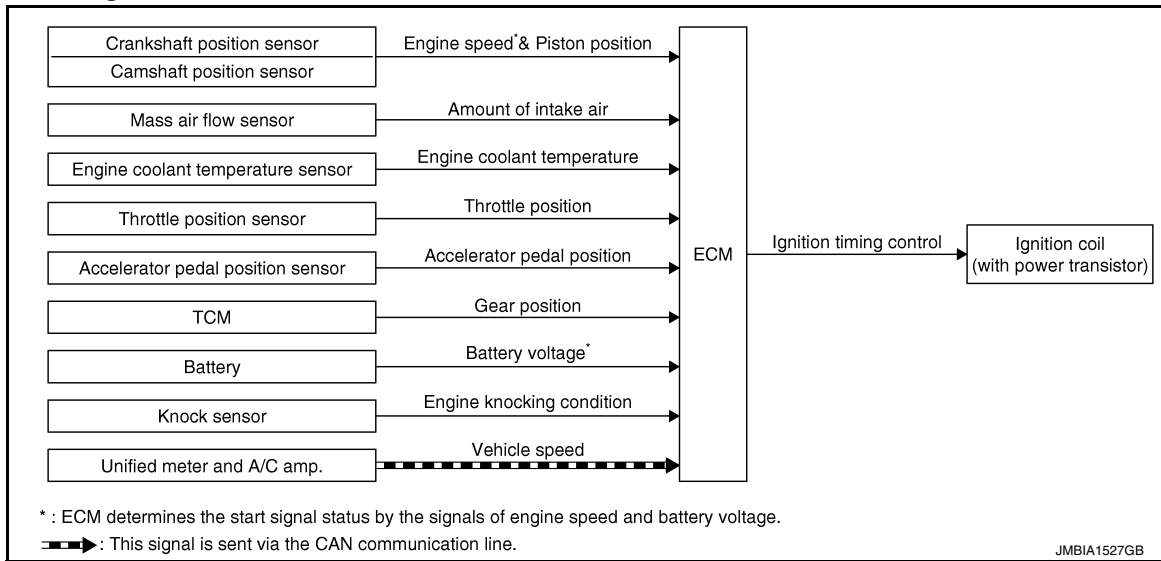 Crankshaft position sensor
Camshaft position sensor
Engine speed*& Piston position
Mass air flow sensor
Amount of intake air
Engine coolant temperature sensor
Engine coolant temperature
Throttle position sensor
Throttle position
Accelerator pedal position sensor
Accelerator pedal position
TCM
Gear position
Battery
Battery voltage*
Knock sensor
Engine knocking condition
Unified meter and A/C amp.
Vehicle speed
ECM
Ignition timing control
Ignition coil
(with power transistor)
* : ECM determines the start signal status by the signals of engine speed and battery voltage.
: This signal is sent via the CAN communication line.
JMBIA1527GB